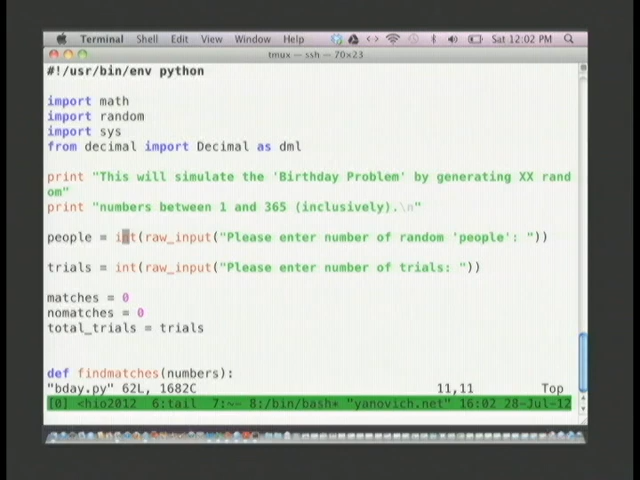 Terminal Shell Edit View Window Help Sat 12:02 PM
tmux — ssh — 70×23
#!/usr/bin/env python
import math
import random
import sys
from decimal import Decimal as dml
print "This will simulate the 'Birthday Problem' by generating XX rand
om"
print "numbers between 1 and 365 (inclusively).\n"
people = int(raw_input("Please enter number of random 'people': "))
trials = int(raw_input("Please enter number of trials: "))
matches = 0
nomatches = 0
total_trials = trials
def findmatches(numbers):
"bday.py" 62L, 1682C 11,11 Top
[0] <hio2012 6:tail 7:~- 8:/bin/bash* "yanovich.net" 16:02 28-Jul-12